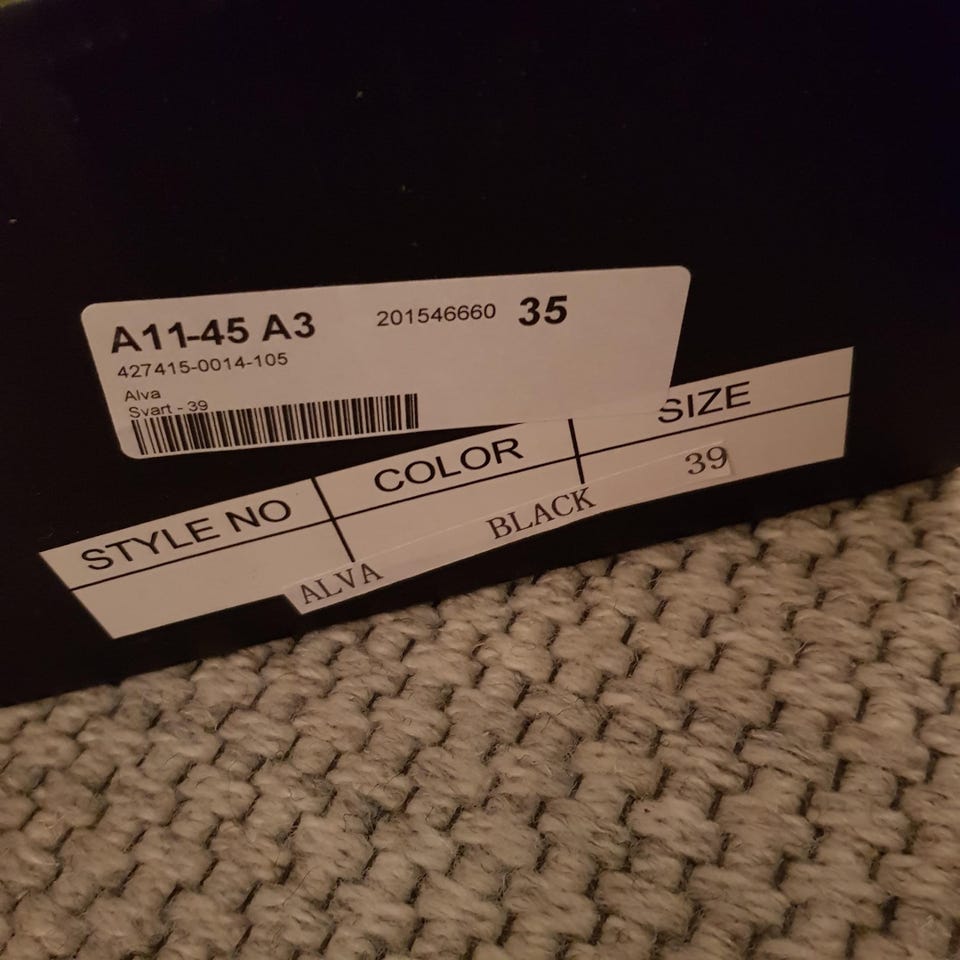 A11-45 A3 201546660 35
427415-0014-105
Alva
Svart - 39
STYLE NO COLOR SIZE
ALVA BLACK 39